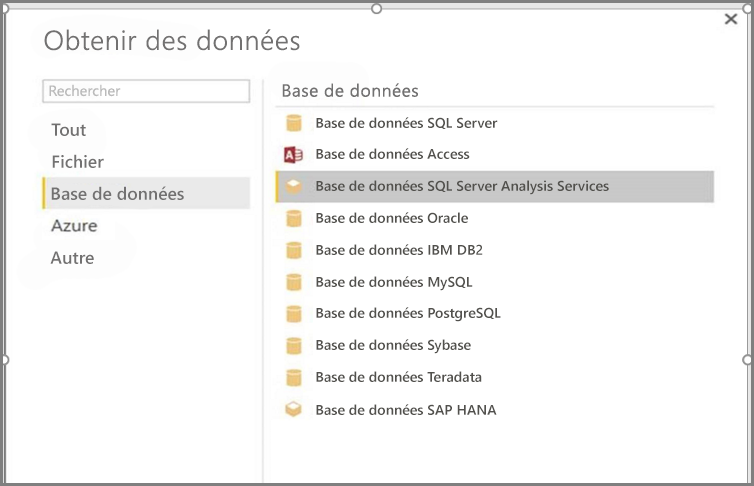 Obtenir des données
Rechercher
Tout
Fichier
Base de données
Azure
Autre
Base de données
Base de données SQL Server
Base de données Access
Base de données SQL Server Analysis Services
Base de données Oracle
Base de données IBM DB2
Base de données MySQL
Base de données PostgreSQL
Base de données Sybase
Base de données Teradata
Base de données SAP HANA